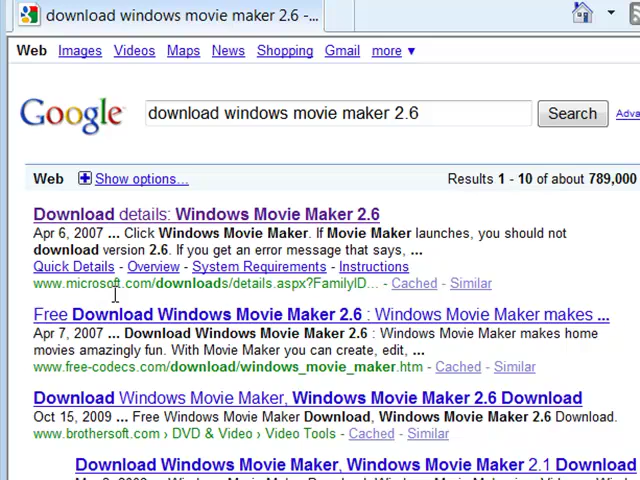 download windows movie maker 2.6 -...
Web Images Videos Maps News Shopping Gmail more ▼
Google download windows movie maker 2.6 Search
Web Show options... Results 1 - 10 of about 789,000
Download details: Windows Movie Maker 2.6
Apr 6, 2007 ... Click Windows Movie Maker. If Movie Maker launches, you should not
download version 2.6. If you get an error message that says, ...
Quick Details - Overview - System Requirements - Instructions
www.microsoft.com/downloads/details.aspx?FamilyID... - Cached - Similar
Free Download Windows Movie Maker 2.6 : Windows Movie Maker makes ...
Apr 7, 2007 ... Download Windows Movie Maker 2.6 : Windows Movie Maker makes home
movies amazingly fun. With Movie Maker you can create, edit, ...
www.free-codecs.com/download/windows_movie_maker.htm - Cached - Similar
Download Windows Movie Maker, Windows Movie Maker 2.6 Download
Oct 15, 2009 ... Free Windows Movie Maker Download, Windows Movie Maker 2.6 Download.
www.brothersoft.com › DVD & Video › Video Tools - Cached - Similar
Download Windows Movie Maker, Windows Movie Maker 2.1 Download